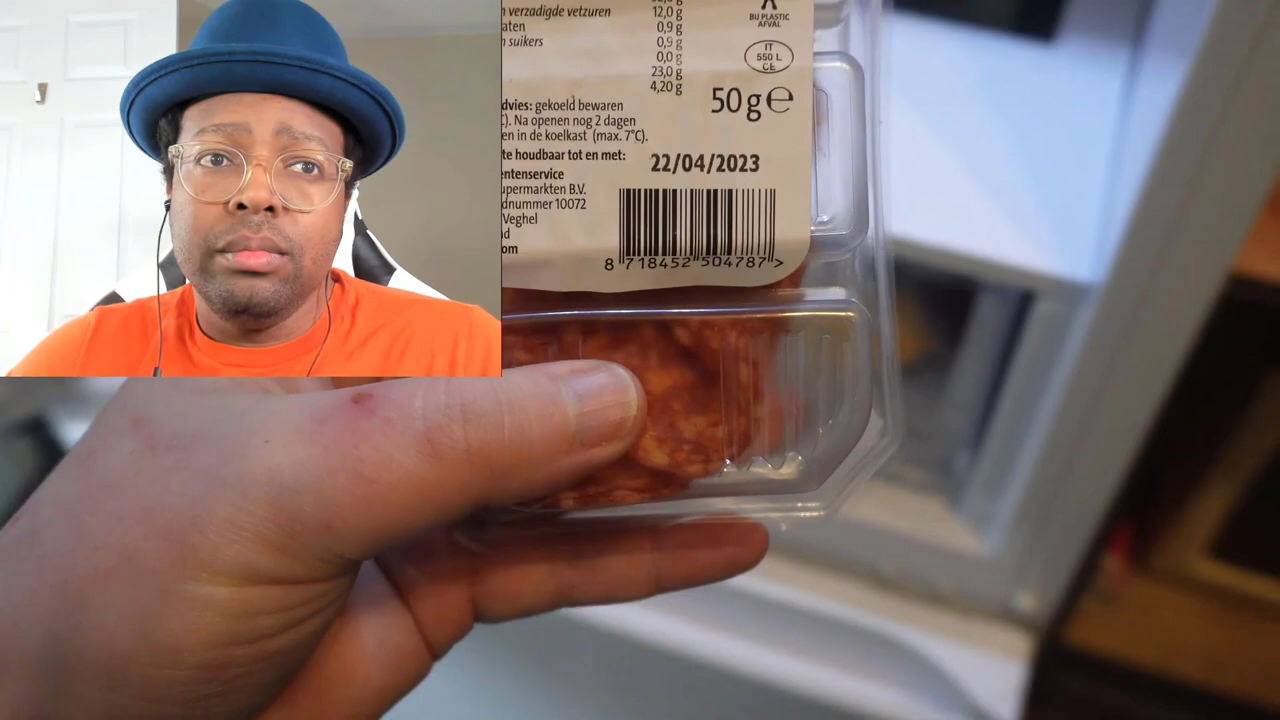 verzadigde vetzuren 12,0 g
aten 0,9 g
suikers 0,9 g
0,0 g
23,0 g
4,20 g
BIJ PLASTIC
AFVAL
IT
550 L
CE
50 g e
dvies: gekoeld bewaren
C). Na openen nog 2 dagen
en in de koelkast (max. 7°C).
te houdbaar tot en met: 22/04/2023
entenservice
upermarkten B.V.
dnummer 10072
Veghel
d
om
8 718452 504787 >